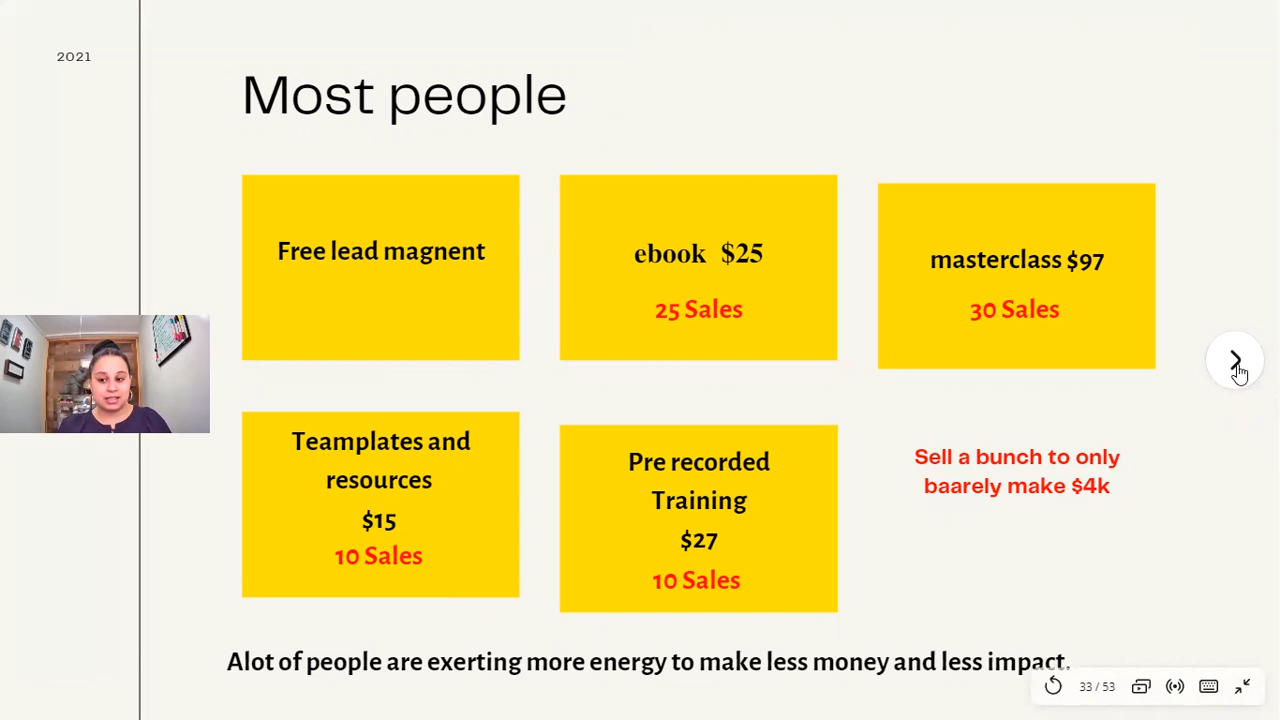 2021
Most people
Free lead magnent
ebook $25
25 Sales
masterclass $97
30 Sales
Teamplates and
resources
$15
10 Sales
Pre recorded
Training
$27
10 Sales
Sell a bunch to only
baarely make $4k
Alot of people are exerting more energy to make less money and less impact.
33 / 53